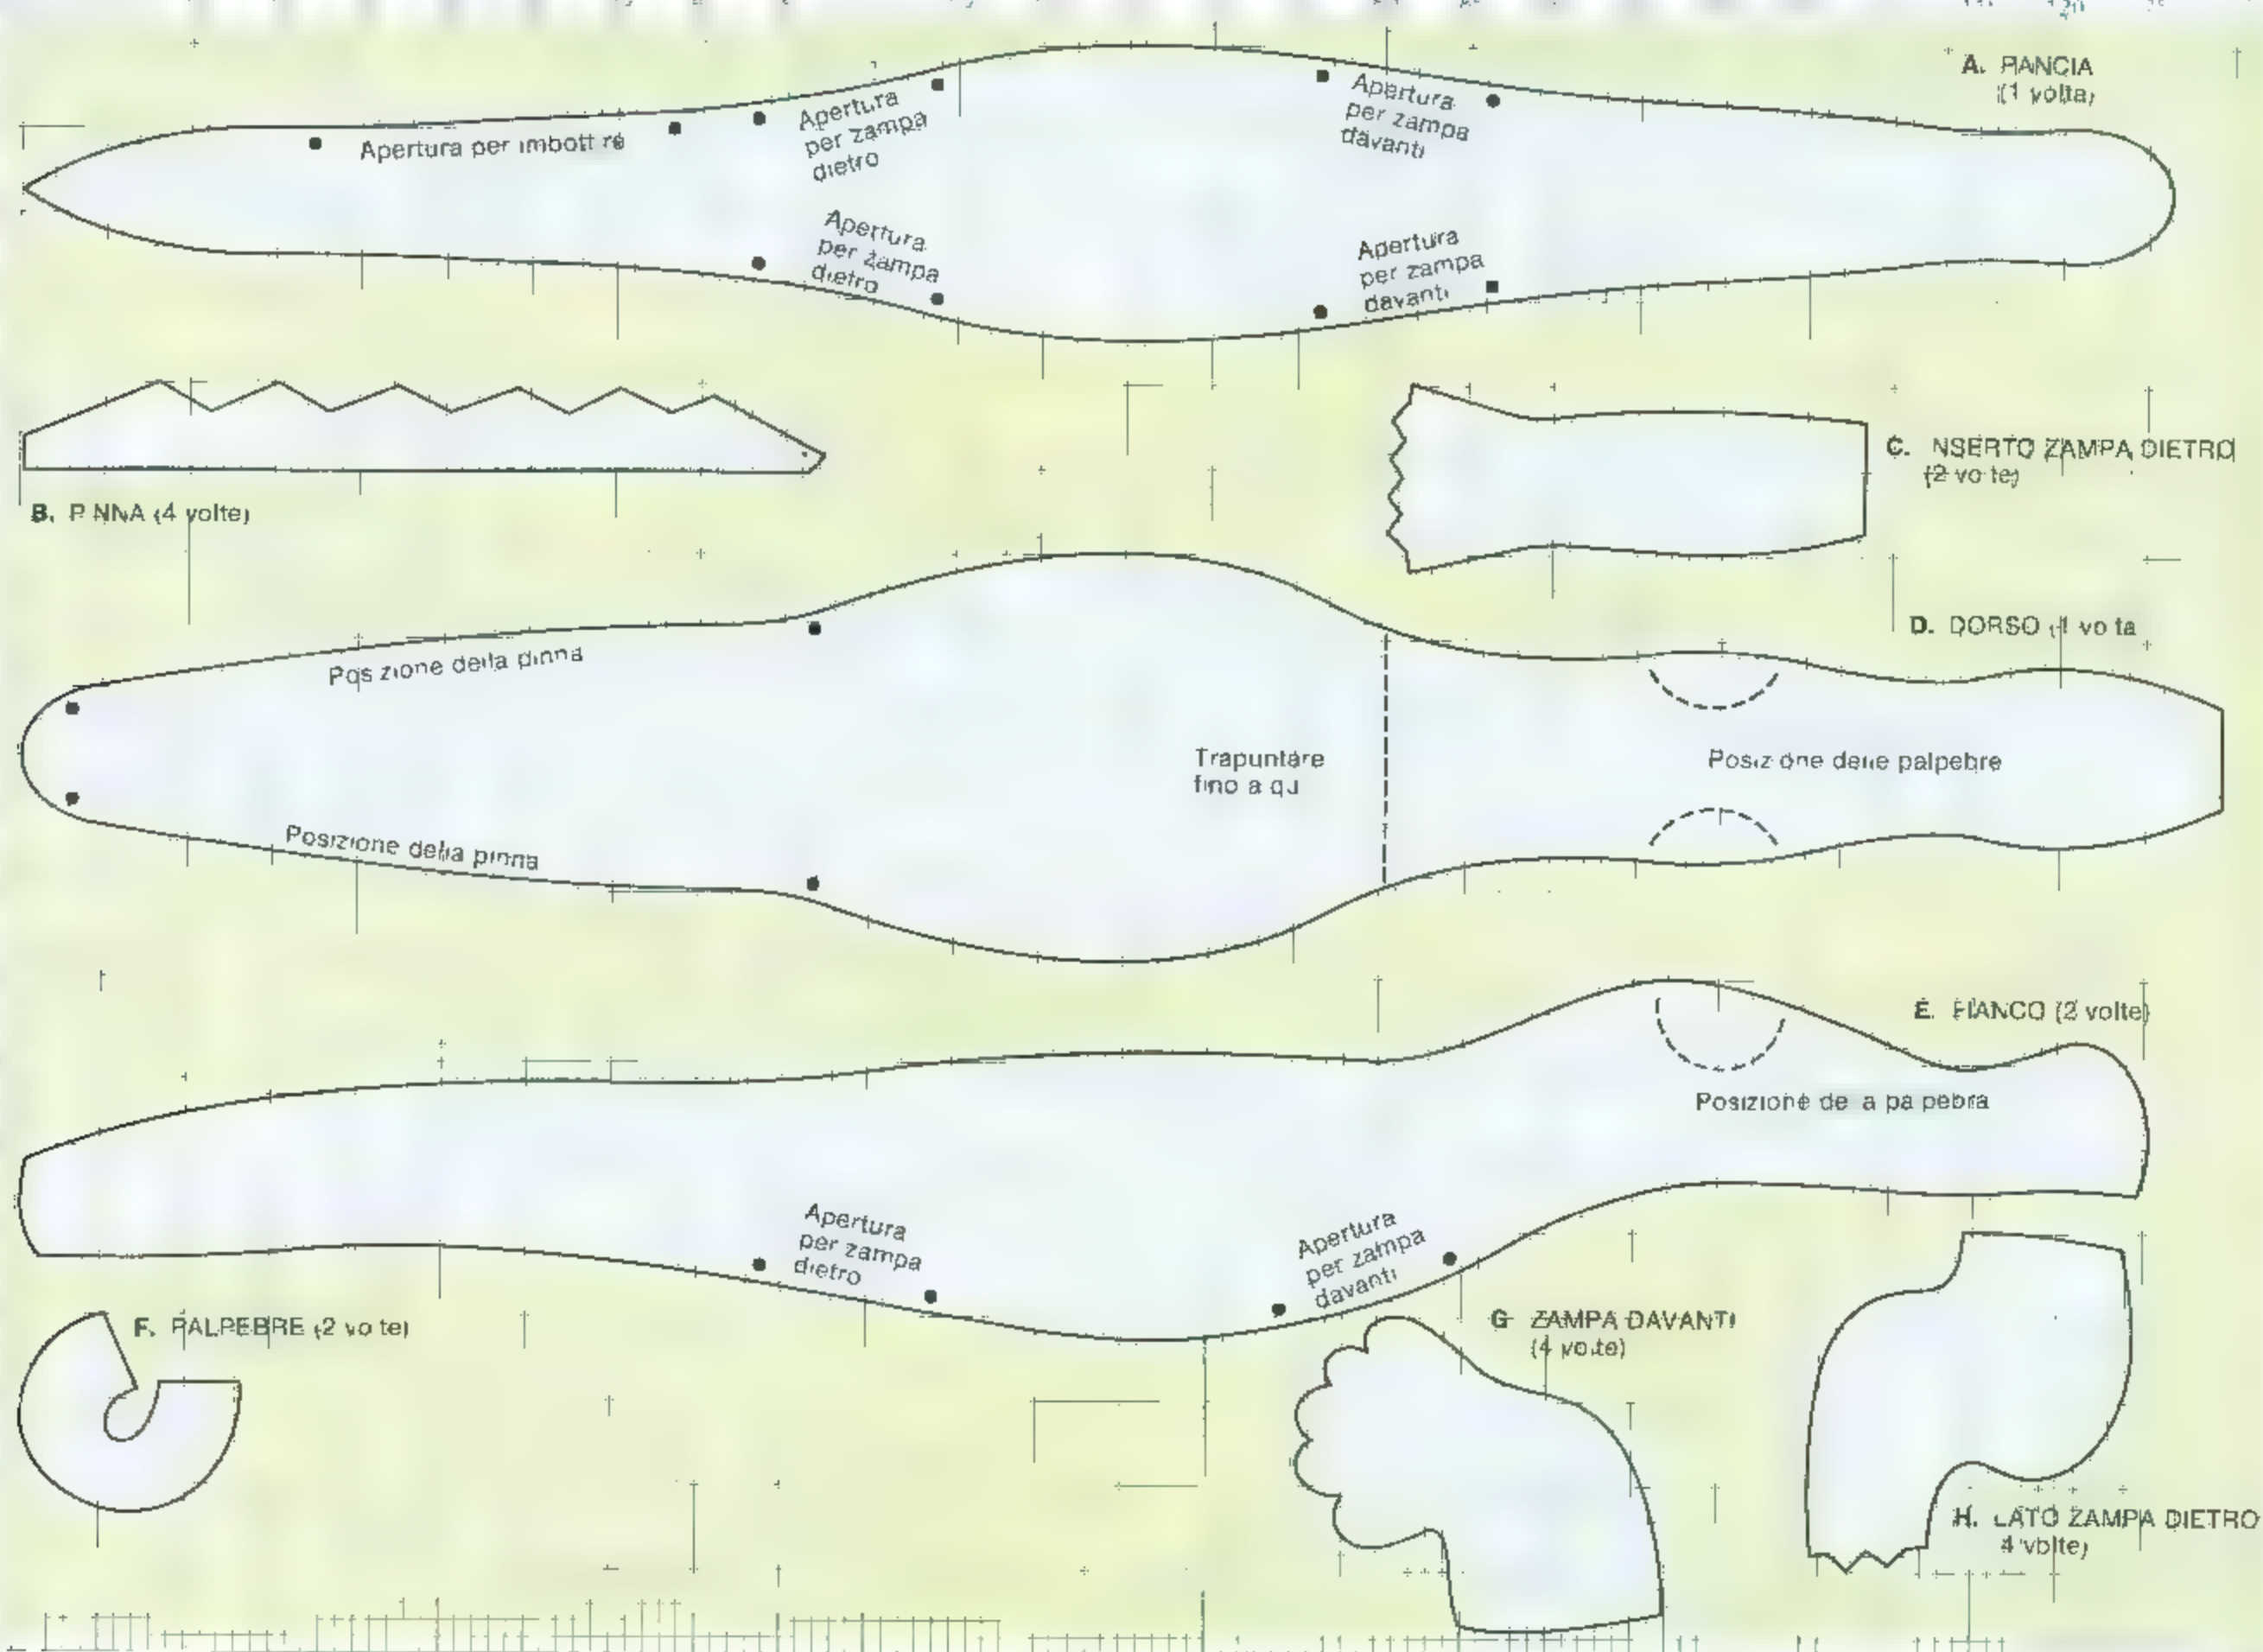 A. PANCIA
(1 volta)
Apertura per imbottire
Apertura
per zampa
dietro
Apertura
per zampa
davanti
Apertura
per zampa
dietro
Apertura
per zampa
davanti
B. PINNA (4 volte)
C. INSERTO ZAMPA DIETRO
(2 volte)
D. DORSO (1 volta
Posizione della pinna
Trapuntare
fino a qui
Posizione delle palpebre
Posizione della pinna
E. FIANCO (2 volte)
Posizione della palpebra
Apertura
per zampa
dietro
Apertura
per zampa
davanti
F. PALPEBRE (2 volte)
G ZAMPA DAVANTI
(4 volte)
H. LATO ZAMPA DIETRO
4 volte)